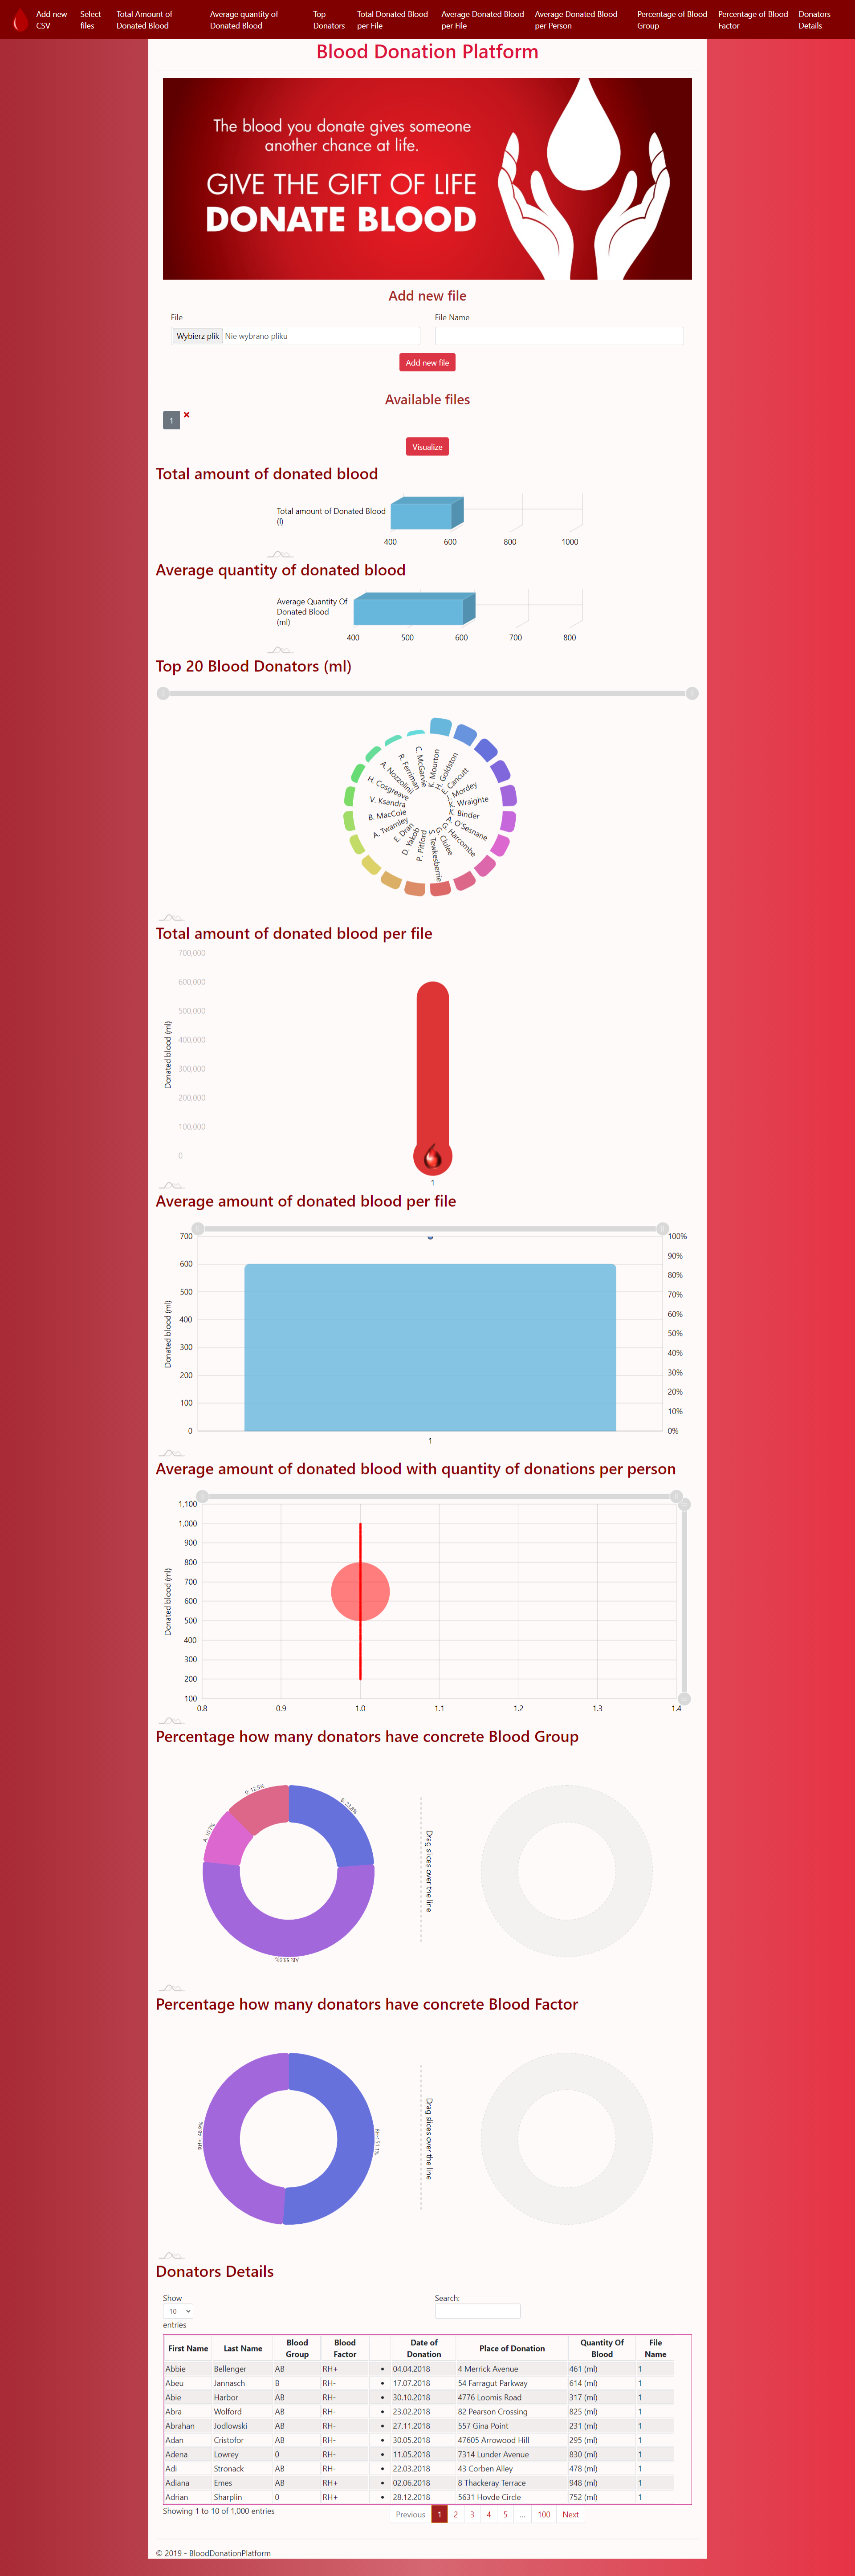 Add new CSV
Select files
Total Amount of Donated Blood
Average quantity of Donated Blood
Top Donators
Total Donated Blood per File
Average Donated Blood per File
Average Donated Blood per Person
Percentage of Blood Group
Percentage of Blood Factor
Donators Details
Blood Donation Platform
The blood you donate gives someone
another chance at life.
GIVE THE GIFT OF LIFE
DONATE BLOOD
Add new file
File
File Name
Wybierz plik Nie wybrano pliku
Add new file
Available files
1
Visualize
Total amount of donated blood
Total amount of Donated Blood
(l)
400 600 800 1000
Average quantity of donated blood
Average Quantity Of
Donated Blood
(ml)
400 500 600 700 800
Top 20 Blood Donators (ml)
K. Mourton
H. Goldston
E. Cancutt
J. Mordey
K. Wraighte
K. Binder
A. O'Sesnane
G. Harcombe
G. Clulee
S. Tewkesberrie
P. Pitford
D. Yakob
E. Dran
A. Twamley
B. MacCole
V. Ksandra
H. Cosgreave
A. Nozzolini
R. Ferriman
C. McGarvie
Total amount of donated blood per file
700,000
600,000
500,000
400,000
300,000
200,000
100,000
0
Donated blood (ml)
1
Average amount of donated blood per file
700 100%
90%
600
80%
500
70%
400
60%
50%
300
40%
200
30%
20%
100
10%
0 0%
Donated blood (ml)
1
Average amount of donated blood with quantity of donations per person
1,100
1,000
900
800
700
600
500
400
300
200
100
Donated blood (ml)
0.8 0.9 1.0 1.1 1.2 1.3 1.4
Percentage how many donators have concrete Blood Group
0: 12.5%
B: 23.8%
A: 10.7%
AB: 53.0%
Drag slices over the line
Percentage how many donators have concrete Blood Factor
RH+: 48.9%
RH-: 51.1%
Drag slices over the line
Donators Details
Show
10
entries
Search:
First Name Last Name Blood Group Blood Factor Date of Donation Place of Donation Quantity Of Blood File Name
Abbie Bellenger AB RH+ • 04.04.2018 4 Merrick Avenue 461 (ml) 1
Abeu Jannasch B RH- • 17.07.2018 54 Farragut Parkway 614 (ml) 1
Abie Harbor AB RH- • 30.10.2018 4776 Loomis Road 317 (ml) 1
Abra Wolford AB RH- • 23.02.2018 82 Pearson Crossing 825 (ml) 1
Abrahan Jodlowski AB RH- • 27.11.2018 557 Gina Point 231 (ml) 1
Adan Cristofor AB RH- • 30.05.2018 47605 Arrowood Hill 295 (ml) 1
Adena Lowrey 0 RH- • 11.05.2018 7314 Lunder Avenue 830 (ml) 1
Adi Stronack AB RH- • 22.03.2018 43 Corben Alley 478 (ml) 1
Adiana Emes AB RH+ • 02.06.2018 8 Thackeray Terrace 948 (ml) 1
Adrian Sharplin 0 RH+ • 28.12.2018 5631 Hovde Circle 752 (ml) 1
Showing 1 to 10 of 1,000 entries
Previous 1 2 3 4 5 ... 100 Next
© 2019 - BloodDonationPlatform